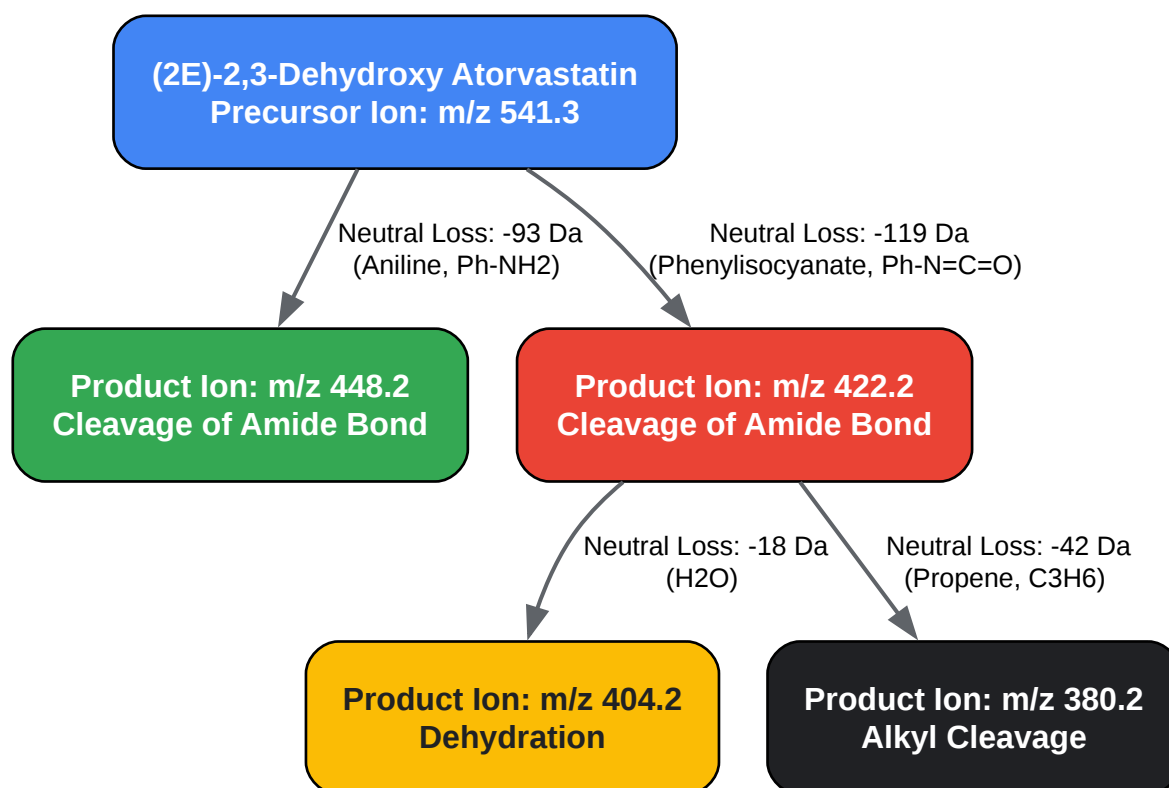 (2E)-2,3-Dehydroxy Atorvastatin
Precursor Ion: m/z 541.3
Neutral Loss: -93 Da
(Aniline, Ph-NH2)
Neutral Loss: -119 Da
(Phenylisocyanate, Ph-N=C=O)
Product Ion: m/z 448.2
Cleavage of Amide Bond
Product Ion: m/z 422.2
Cleavage of Amide Bond
Neutral Loss: -18 Da
(H2O)
Neutral Loss: -42 Da
(Propene, C3H6)
Product Ion: m/z 404.2
Dehydration
Product Ion: m/z 380.2
Alkyl Cleavage